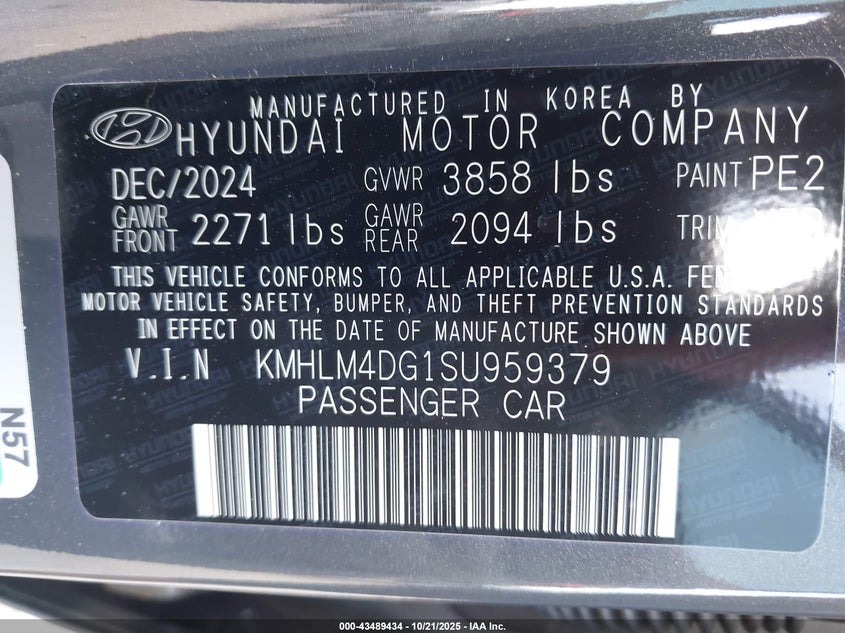 MANUFACTURED IN KOREA BY
HYUNDAI MOTOR COMPANY
DEC/2024 GVWR 3858 lbs PAINT PE2
GAWR FRONT 2271 lbs GAWR REAR 2094 lbs TRIM
THIS VEHICLE CONFORMS TO ALL APPLICABLE U.S.A.
MOTOR VEHICLE SAFETY, BUMPER, AND THEFT PREVENTION STANDARDS
IN EFFECT ON THE DATE OF MANUFACTURE SHOWN ABOVE.
V.I.N KMHLM4DG1SU959379
PASSENGER CAR
N57
000-43489434 - 10/21/2025 - IAA Inc.